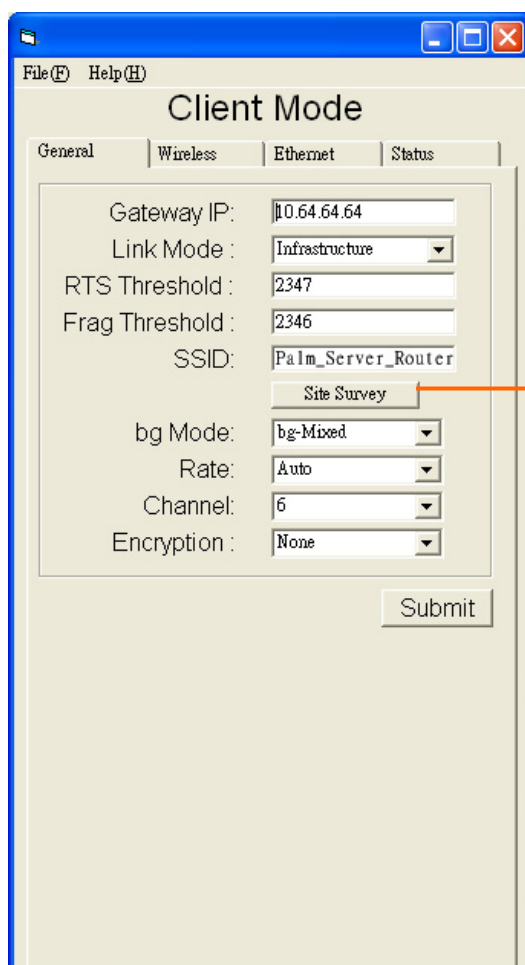 File(F) Help(H)
Client Mode
General Wireless Ethernet Status
Gateway IP: 10.64.64.64
Link Mode : Infrastructure
RTS Threshold : 2347
Frag Threshold : 2346
SSID: Palm_Server_Router
Site Survey
bg Mode: bg-Mixed
Rate: Auto
Channel: 6
Encryption : None
Submit